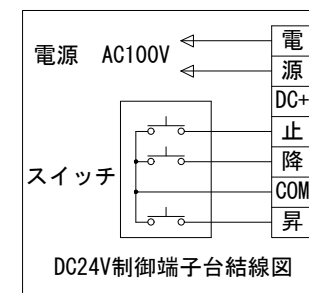 電源 AC100V
電
源
DC+
止
降
COM
昇
スイッチ
DC24V制御端子台結線図